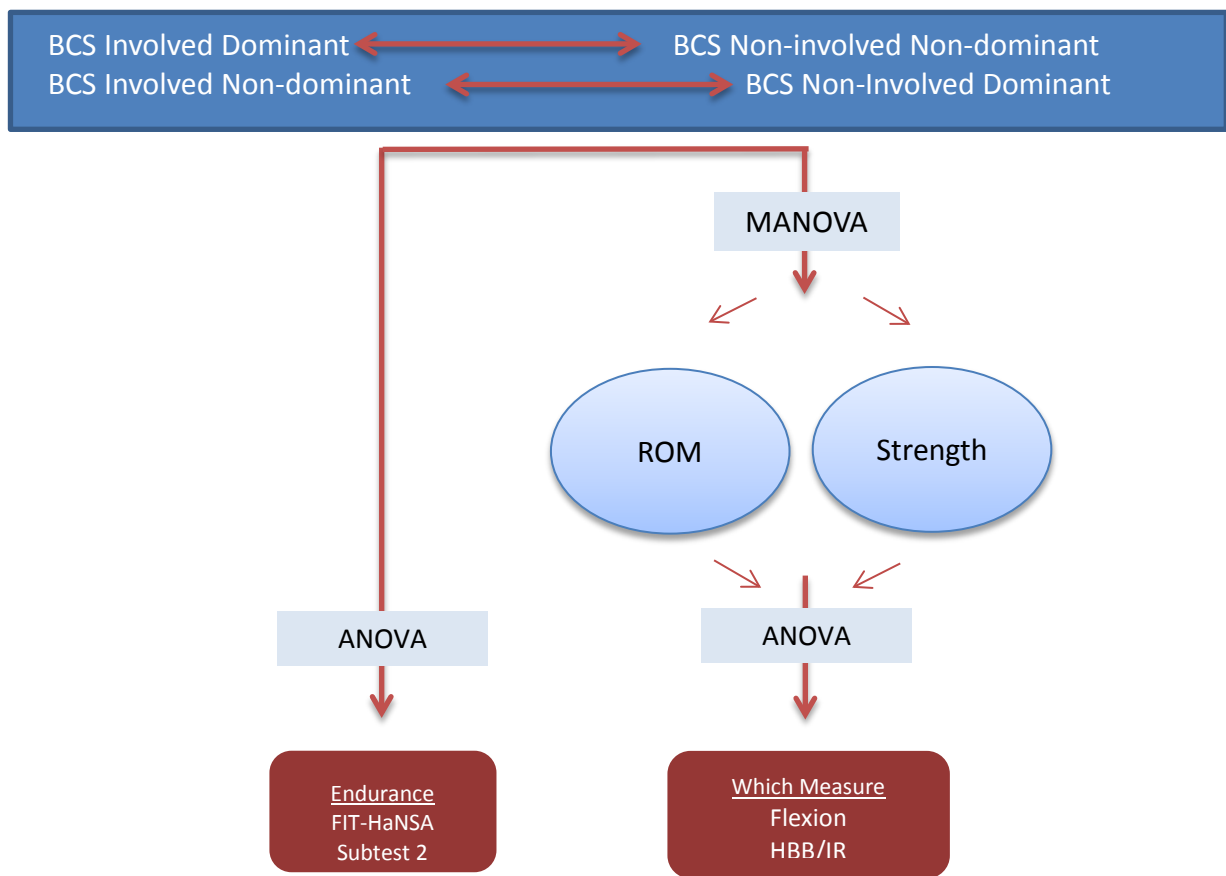 BCS Involved Dominant BCS Non-involved Non-dominant
BCS Involved Non-dominant BCS Non-Involved Dominant
MANOVA
ROM Strength
ANOVA ANOVA
Endurance
FIT-HaNSA
Subtest 2
Which Measure
Flexion
HBB/IR